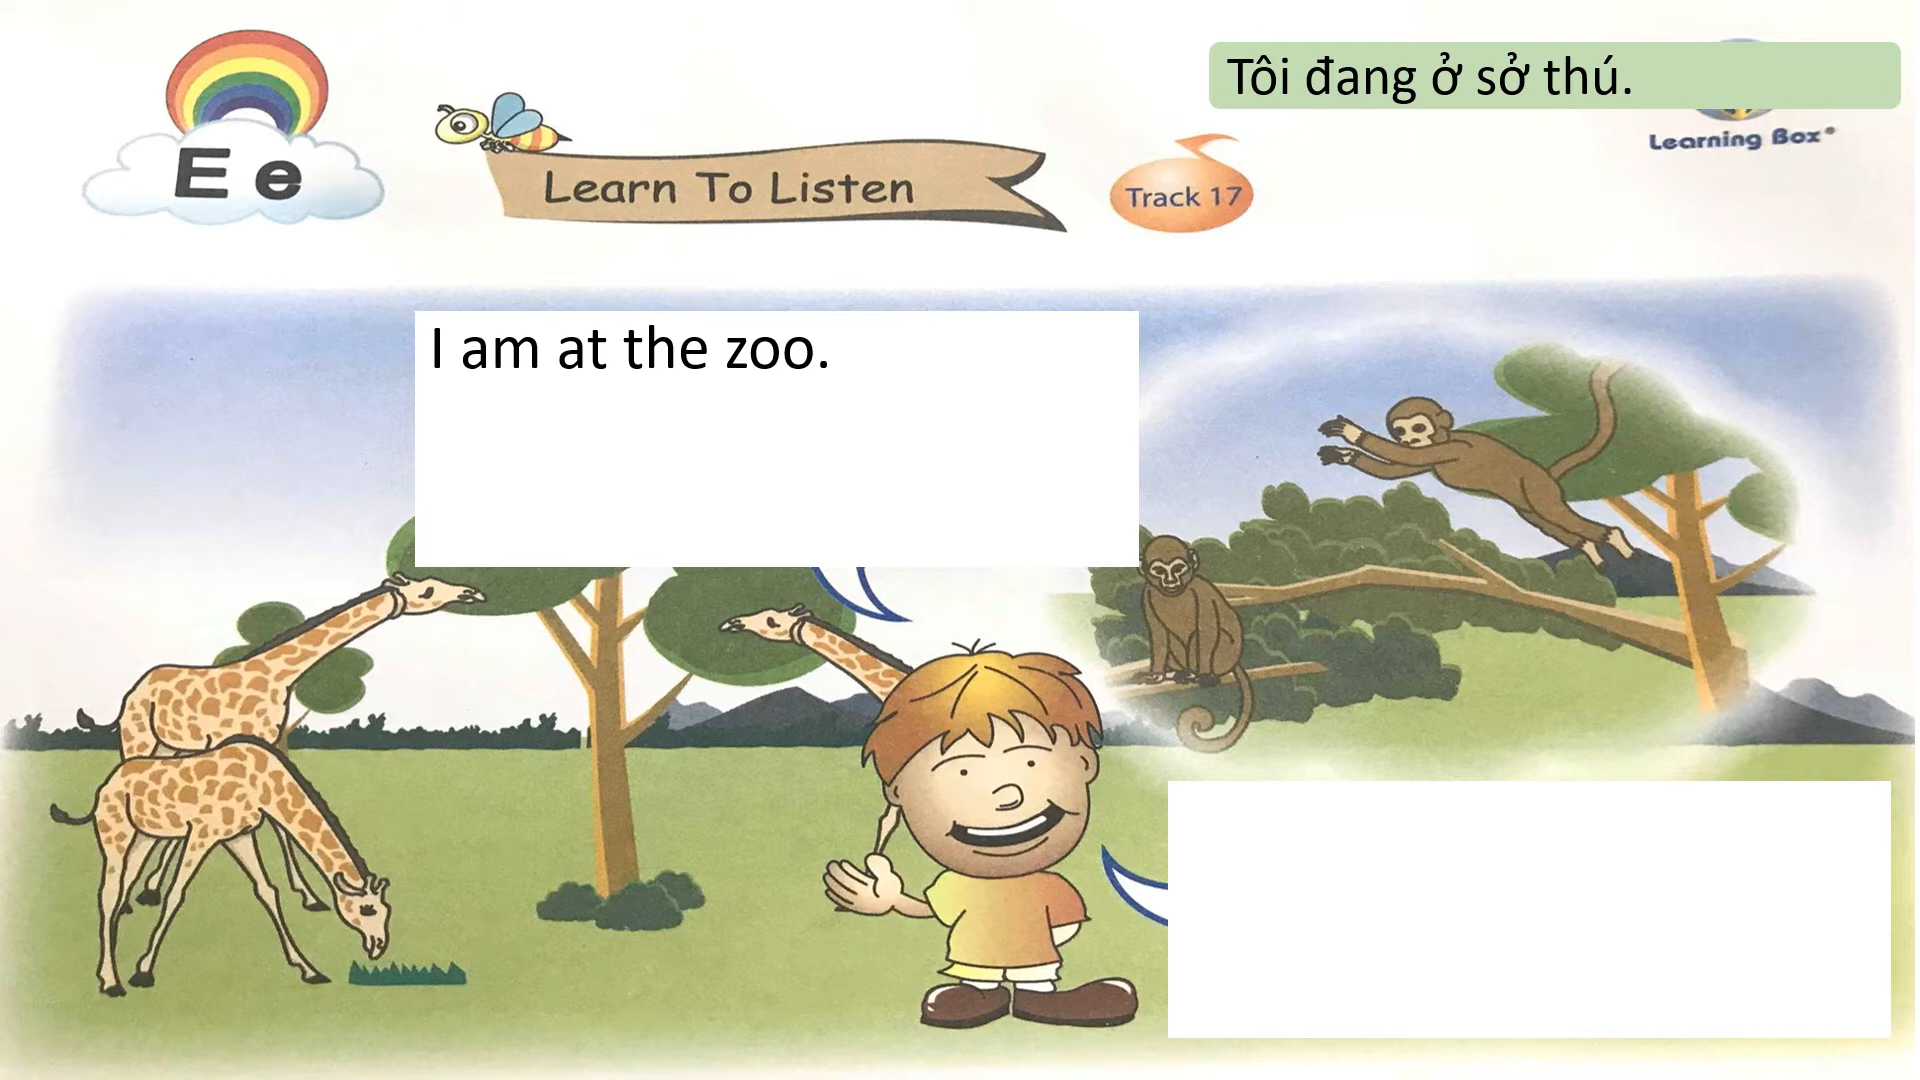 Tôi đang ở sở thú.
E e
Learn To Listen
Track 17
Learning Box®
I am at the zoo.